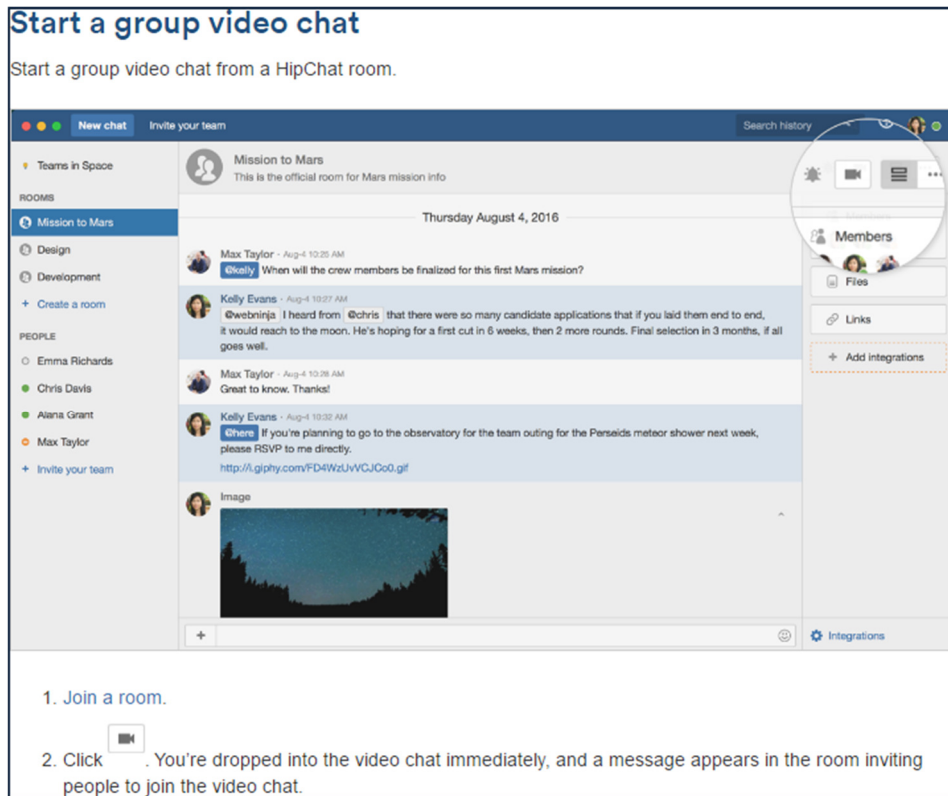 Start a group video chat
Start a group video chat from a HipChat room.
New chat
Invite your team
Search history
Teams in Space
ROOMS
Mission to Mars
Design
Development
+ Create a room
PEOPLE
Emma Richards
Chris Davis
Alana Grant
Max Taylor
+ Invite your team
Mission to Mars
This is the official room for Mars mission info
Thursday August 4, 2016
Max Taylor · Aug-4 10:25 AM
@kelly When will the crew members be finalized for this first Mars mission?
Kelly Evans · Aug-4 10:27 AM
@webninja I heard from @chris that there were so many candidate applications that if you laid them end to end,
it would reach to the moon. He's hoping for a first cut in 6 weeks, then 2 more rounds. Final selection in 3 months, if all
goes well.
Max Taylor · Aug-4 10:28 AM
Great to know. Thanks!
Kelly Evans · Aug-4 10:32 AM
@here If you're planning to go to the observatory for the team outing for the Perseids meteor shower next week,
please RSVP to me directly.
http://i.giphy.com/FD4WzUvVCJCo0.gif
Image
+
Members
Files
Links
+ Add integrations
Integrations
1. Join a room.
2. Click . You're dropped into the video chat immediately, and a message appears in the room inviting
people to join the video chat.